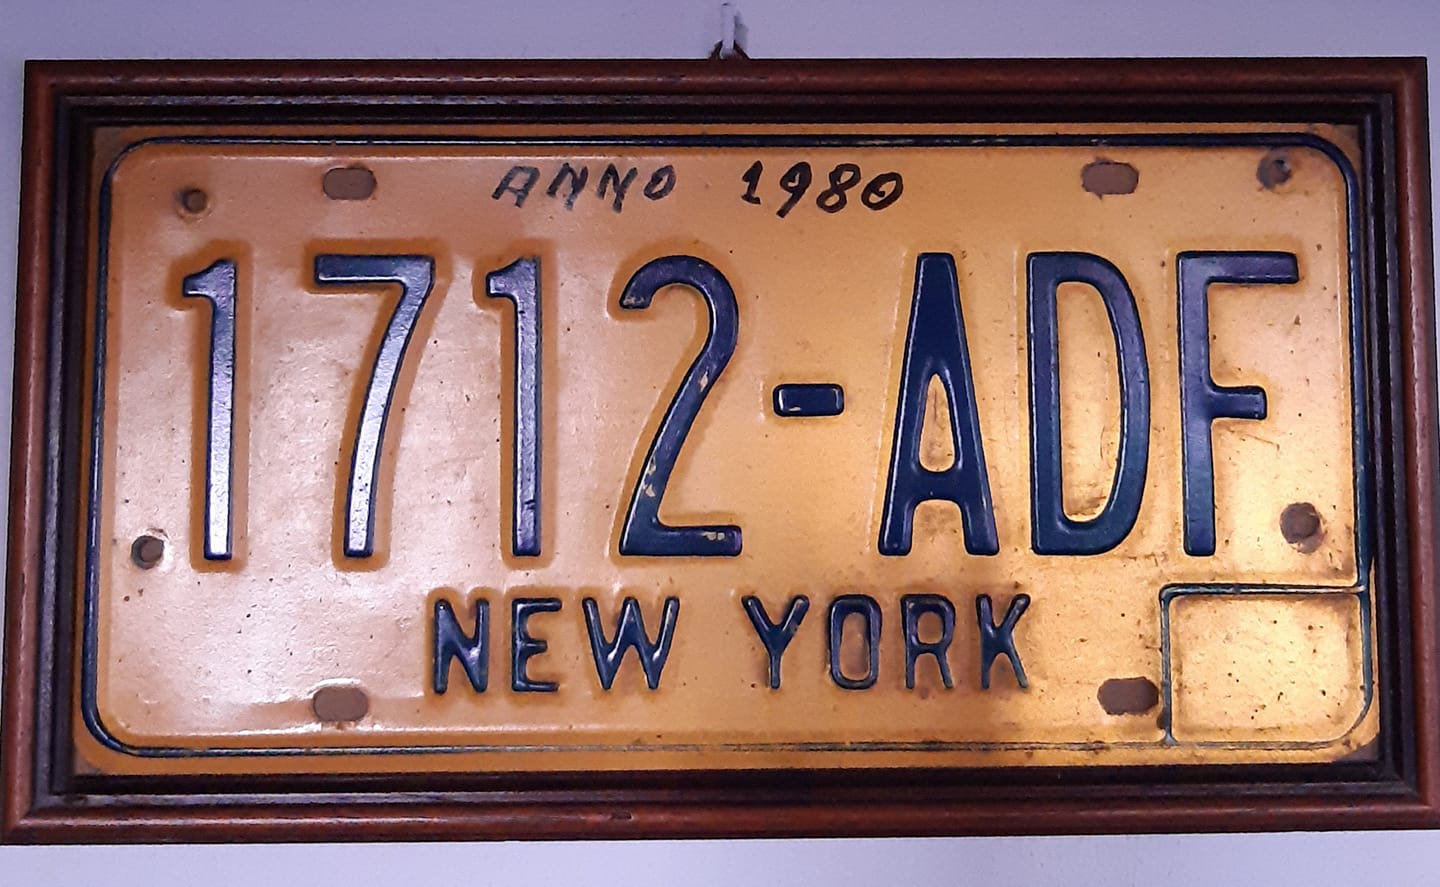 ANNO 1980
1712-ADF
NEW YORK